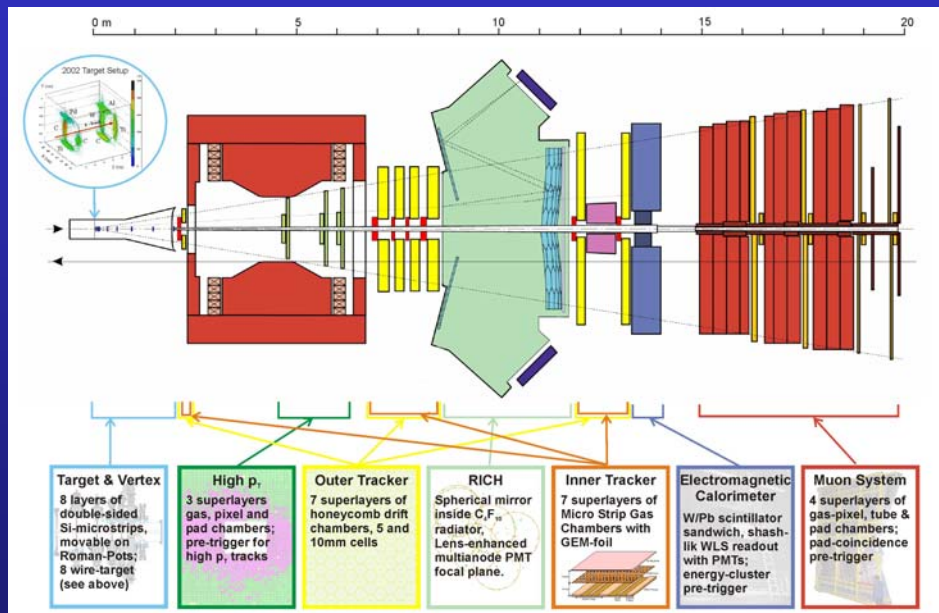 0 m 5 10 15 20
2002 Target Setup
Target & Vertex
8 layers of
double-sided
Si-microstrips,
movable on
Roman-Pots;
8 wire-target
(see above)
High pT
3 superlayers
gas, pixel and
pad chambers;
pre-trigger for
high pT tracks
Outer Tracker
7 superlayers of
honeycomb drift
chambers, 5 and
10mm cells
RICH
Spherical mirror
inside C4F10
radiator,
Lens-enhanced
multianode PMT
focal plane.
Inner Tracker
7 superlayers of
Micro Strip Gas
Chambers with
GEM-foil
Electromagnetic
Calorimeter
W/Pb scintillator
sandwich, shash-
lik WLS readout
with PMTs;
energy-cluster
pre-trigger
Muon System
4 superlayers of
gas-pixel, tube &
pad chambers;
pad-coincidence
pre-trigger